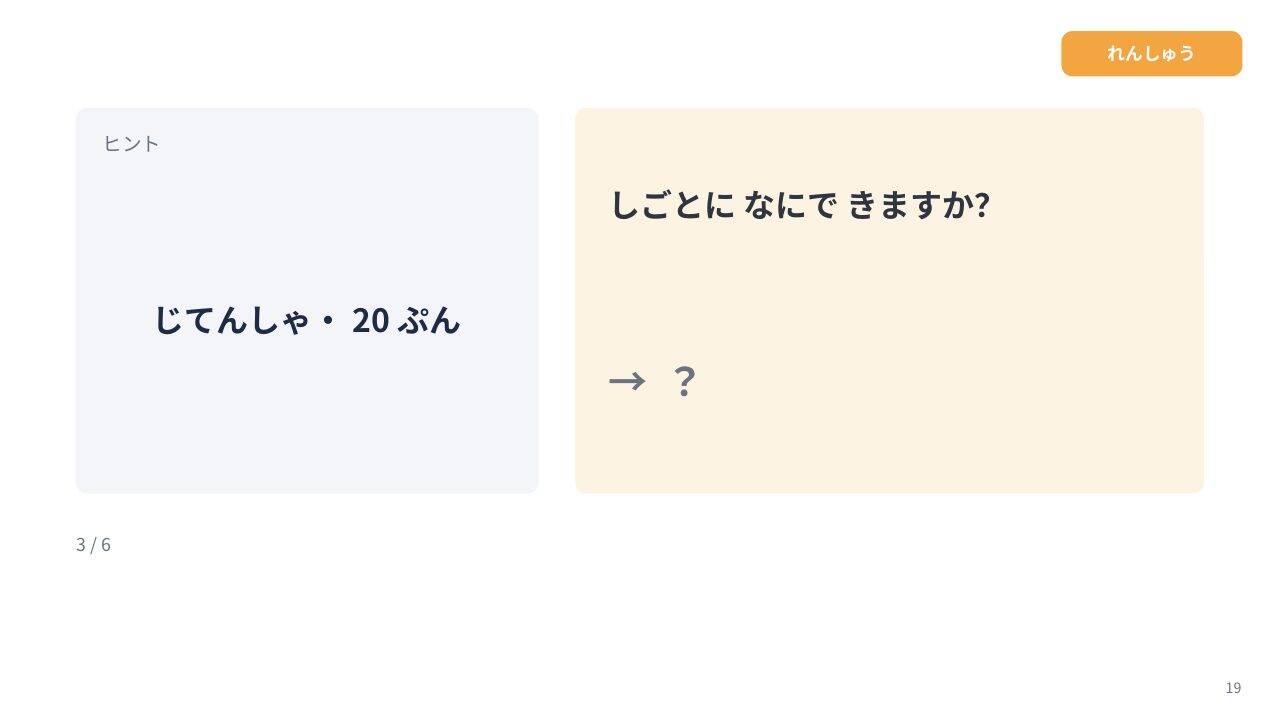 れんしゅう
ヒント
じてんしゃ・ 20 ぷん
しごとに なにで きますか?
→ ?
3 / 6
19